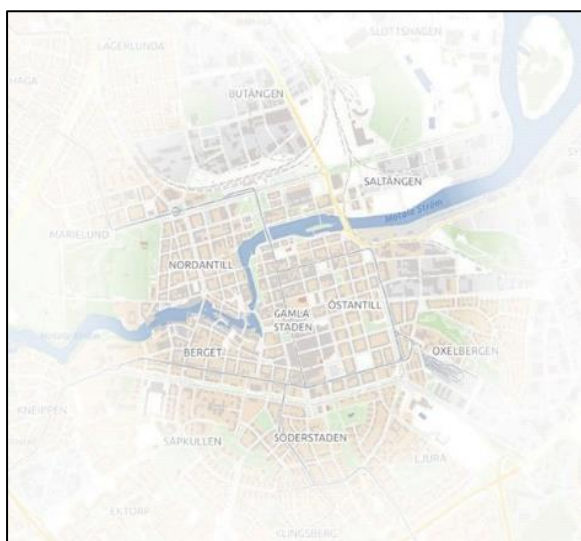 SLOTTSHAGEN
LAGERLUNDA
HAGA
BUTÄNGEN
SALTÄNGEN
Motala Ström
MARIELUND
NORDANTILL
ÖSTANTILL
GAMLA
STADEN
BERGET
OXELBERGEN
KNEIPPEN
SÄPKULLEN
SÖDERSTADEN
LJURA
EKTORP
KLINGSBERG